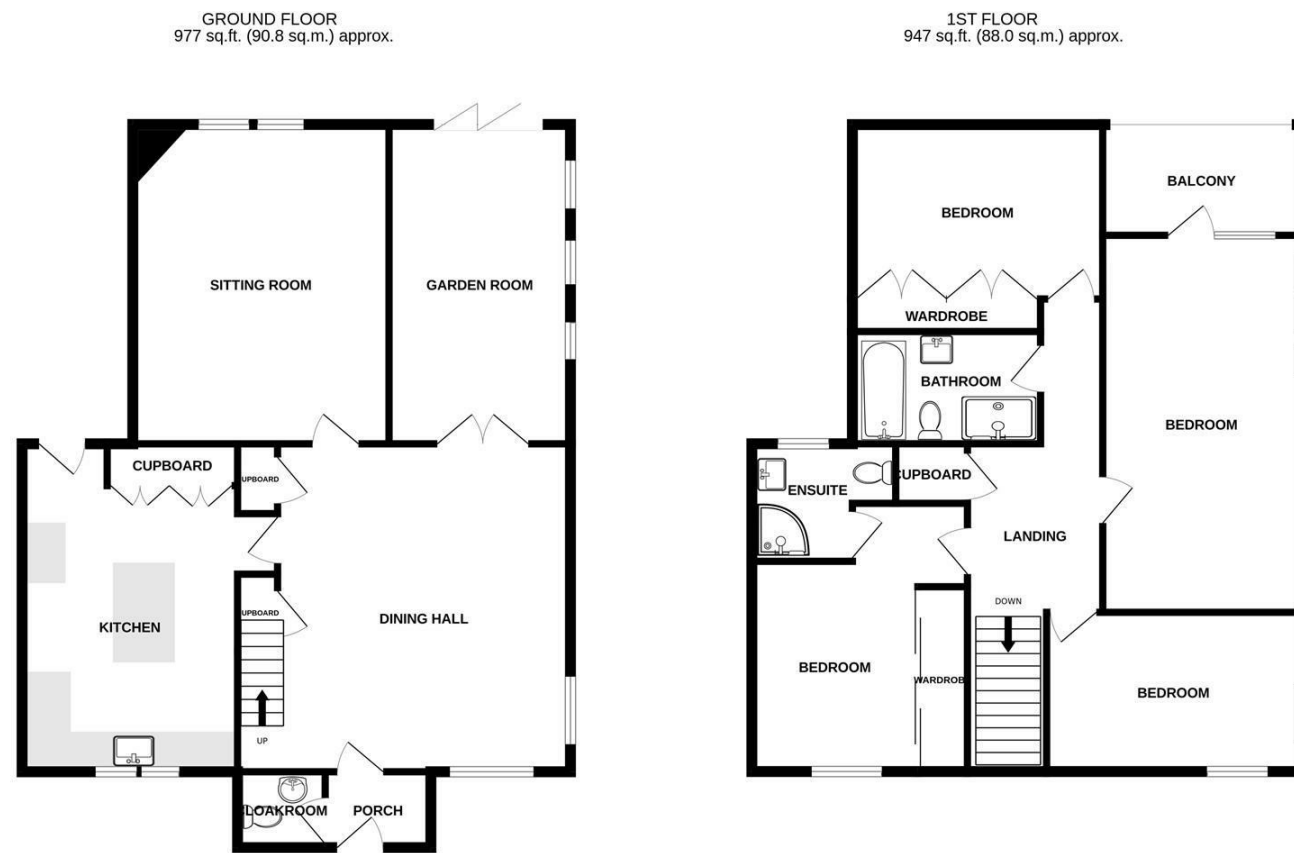 GROUND FLOOR
977 sq.ft. (90.8 sq.m.) approx.
SITTING ROOM
GARDEN ROOM
CUPBOARD
UPBOARD
KITCHEN
UPBOARD
DINING HALL
UP
LOAKROOM
PORCH
1ST FLOOR
947 sq.ft. (88.0 sq.m.) approx.
BALCONY
BEDROOM
WARDROBE
BATHROOM
BEDROOM
CUPBOARD
ENSUITE
LANDING
DOWN
BEDROOM
WARDROB
BEDROOM